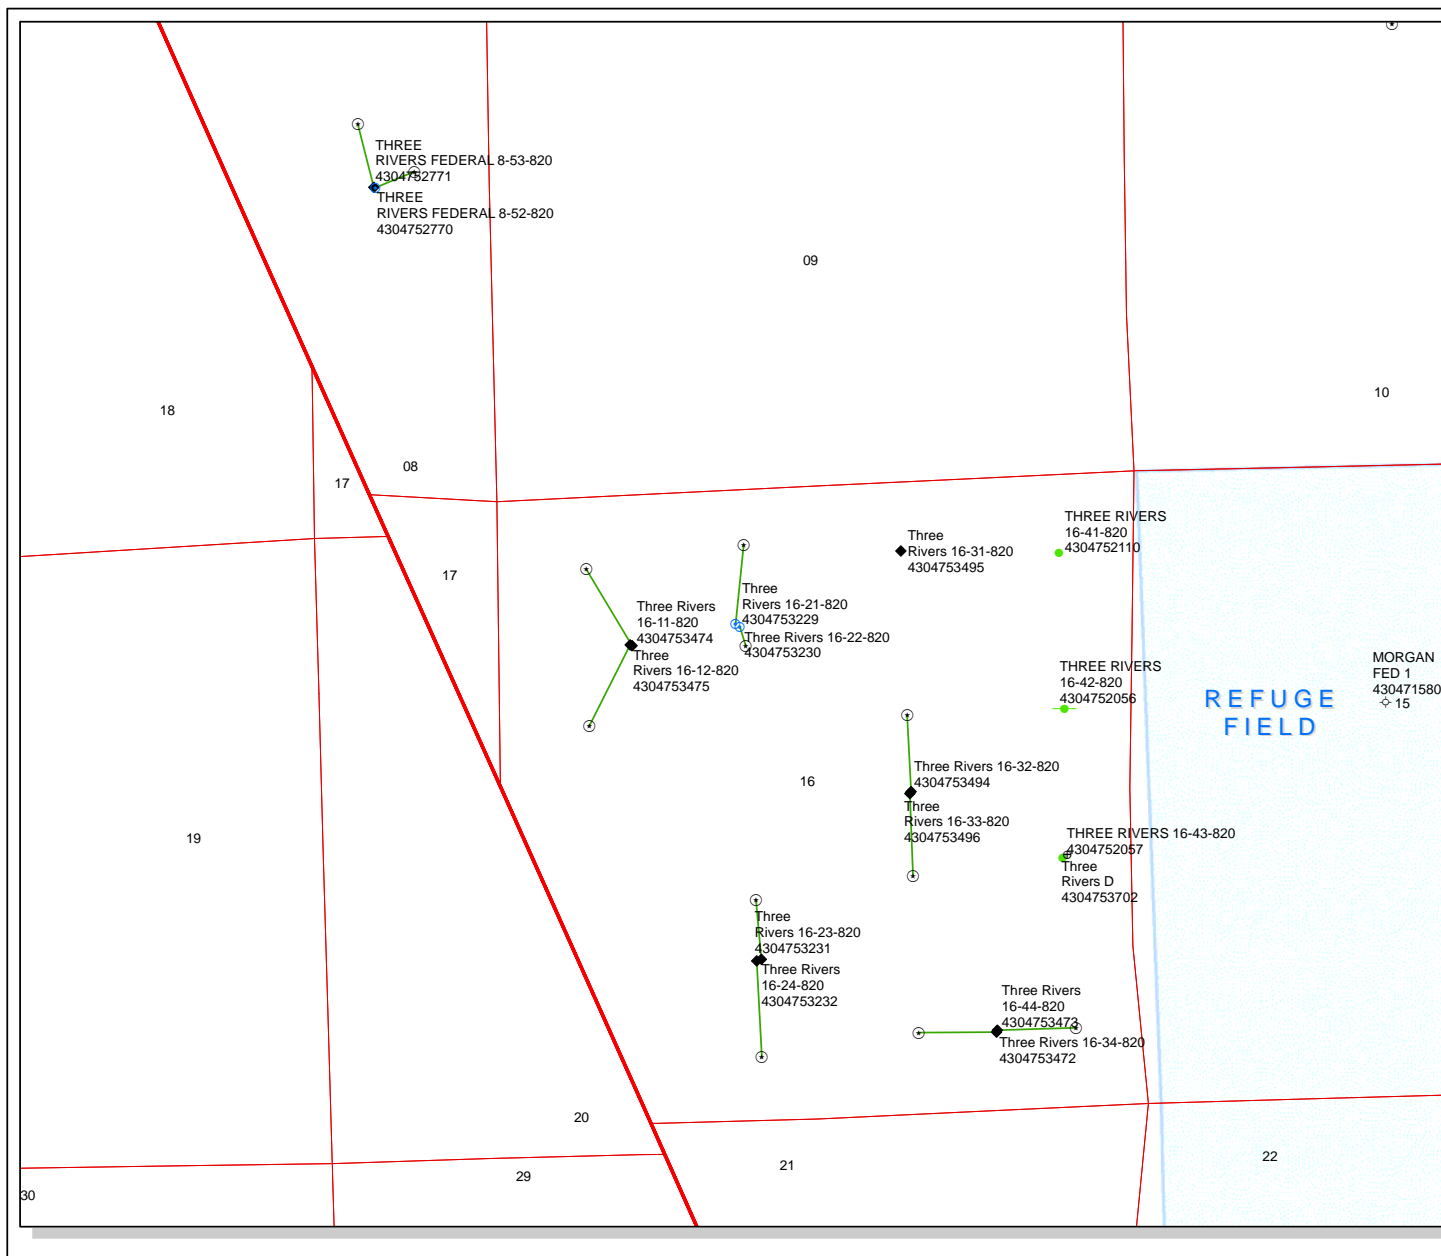 THREE
RIVERS FEDERAL 8-53-820
4304752771
THREE
RIVERS FEDERAL 8-52-820
4304752770
09
10
18
08
17
17
THREE RIVERS
16-41-820
4304752110
Three
Rivers 16-31-820
4304753495
Three
Rivers 16-21-820
4304753229
Three Rivers 16-22-820
4304753230
Three Rivers
16-11-820
4304753474
Three
Rivers 16-12-820
4304753475
THREE RIVERS
16-42-820
4304752056
MORGAN
FED 1
430471580
15
REFUGE
FIELD
16
Three Rivers 16-32-820
4304753494
Three
Rivers 16-33-820
4304753496
19
THREE RIVERS 16-43-820
4304752057
Three
Rivers D
4304753702
Three
Rivers 16-23-820
4304753231
Three Rivers
16-24-820
4304753232
Three Rivers
16-44-820
4304753473
Three Rivers 16-34-820
4304753472
20
21
22
29
30